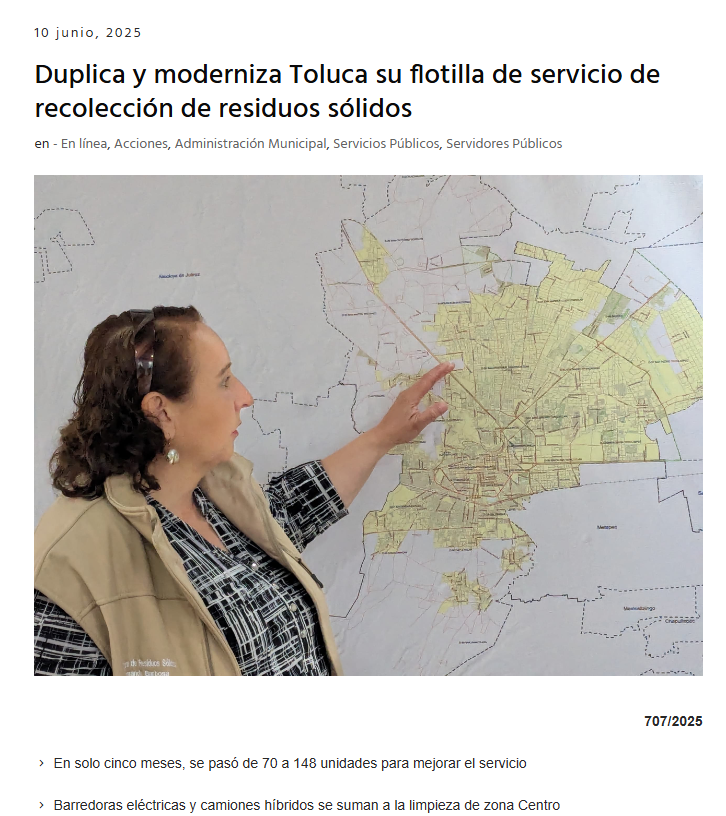 10 junio, 2025
Duplica y moderniza Toluca su flotilla de servicio de
recolección de residuos sólidos
en - En línea, Acciones, Administración Municipal, Servicios Públicos, Servidores Públicos
Metepec
707/2025
En solo cinco meses, se pasó de 70 a 148 unidades para mejorar el servicio
Barredoras eléctricas y camiones híbridos se suman a la limpieza de zona Centro